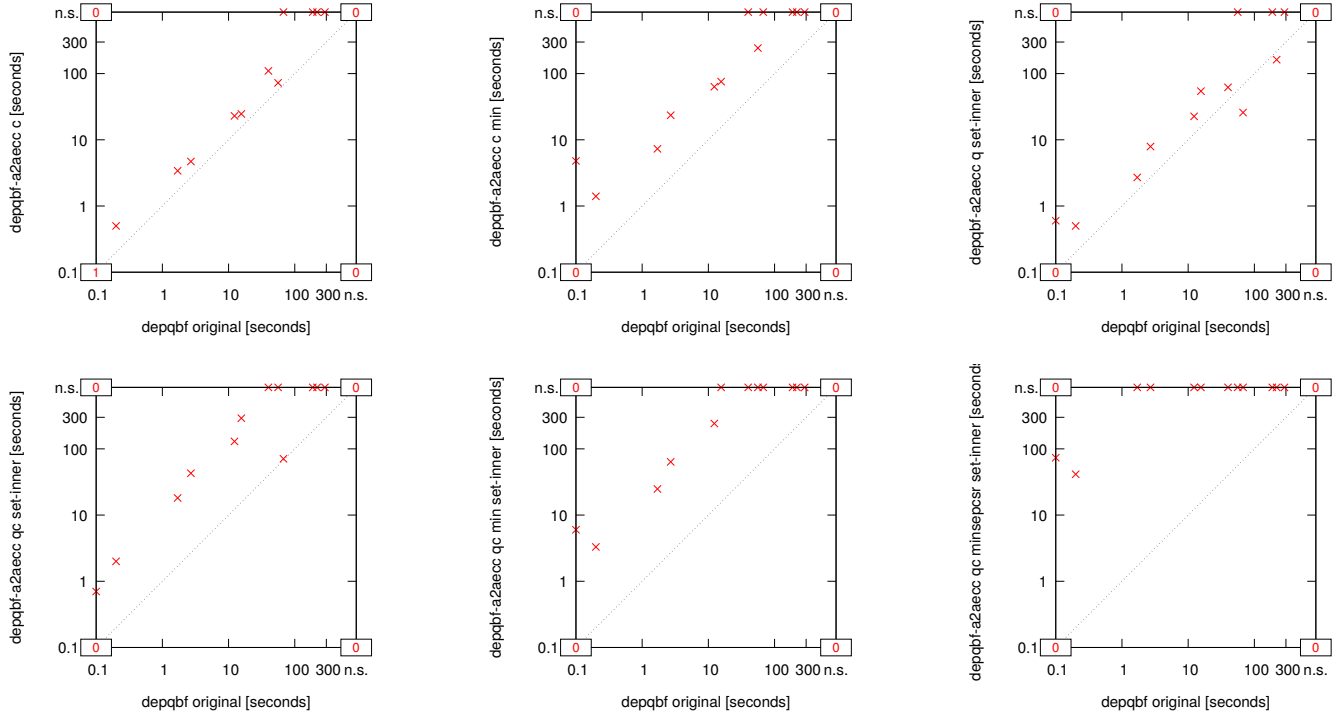 n.s. 0 0
300
100
10
1
0.1 1 0
0.1 1 10 100 300 n.s.
depqbf original [seconds]
depqbf-a2aecc c [seconds]
n.s. 0 0
300
100
10
1
0.1 0 0
0.1 1 10 100 300 n.s.
depqbf original [seconds]
depqbf-a2aecc c min [seconds]
n.s. 0 0
300
100
10
1
0.1 0 0
0.1 1 10 100 300 n.s.
depqbf original [seconds]
depqbf-a2aecc q set-inner [seconds]
n.s. 0 0
300
100
10
1
0.1 0 0
0.1 1 10 100 300 n.s.
depqbf original [seconds]
depqbf-a2aecc qc set-inner [seconds]
n.s. 0 0
300
100
10
1
0.1 0 0
0.1 1 10 100 300 n.s.
depqbf original [seconds]
depqbf-a2aecc qc min set-inner [seconds]
n.s. 0 0
300
100
10
1
0.1 0 0
0.1 1 10 100 300 n.s.
depqbf original [seconds]
depqbf-a2aecc qc minsepcsr set-inner [second